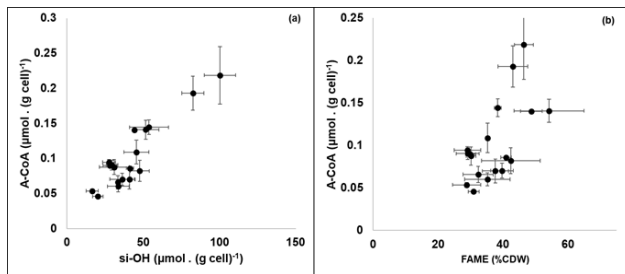 (a)
0.3
0.25
0.2
0.15
0.1
0.05
0
A-CoA (µmol . (g cell)⁻¹
0 50 100 150
si-OH (µmol . (g cell)⁻¹
(b)
0.25
0.2
0.15
0.1
0.05
0
A-CoA (µmol . (g cell)⁻¹
0 20 40 60
FAME (%CDW)